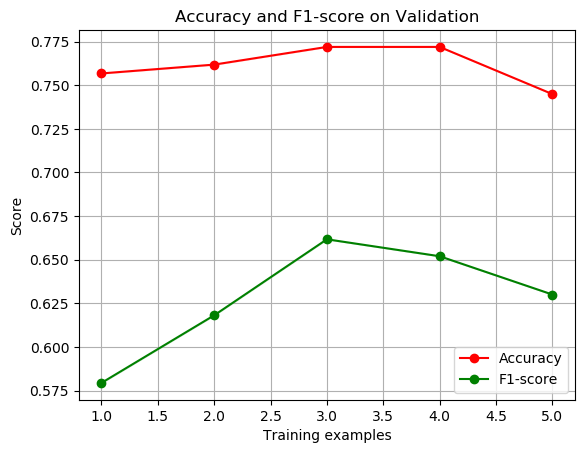 Accuracy and F1-score on Validation
0.775
0.750
0.725
0.700
0.675
0.650
0.625
0.600
0.575
Score
1.0 1.5 2.0 2.5 3.0 3.5 4.0 4.5 5.0
Training examples
Accuracy
F1-score